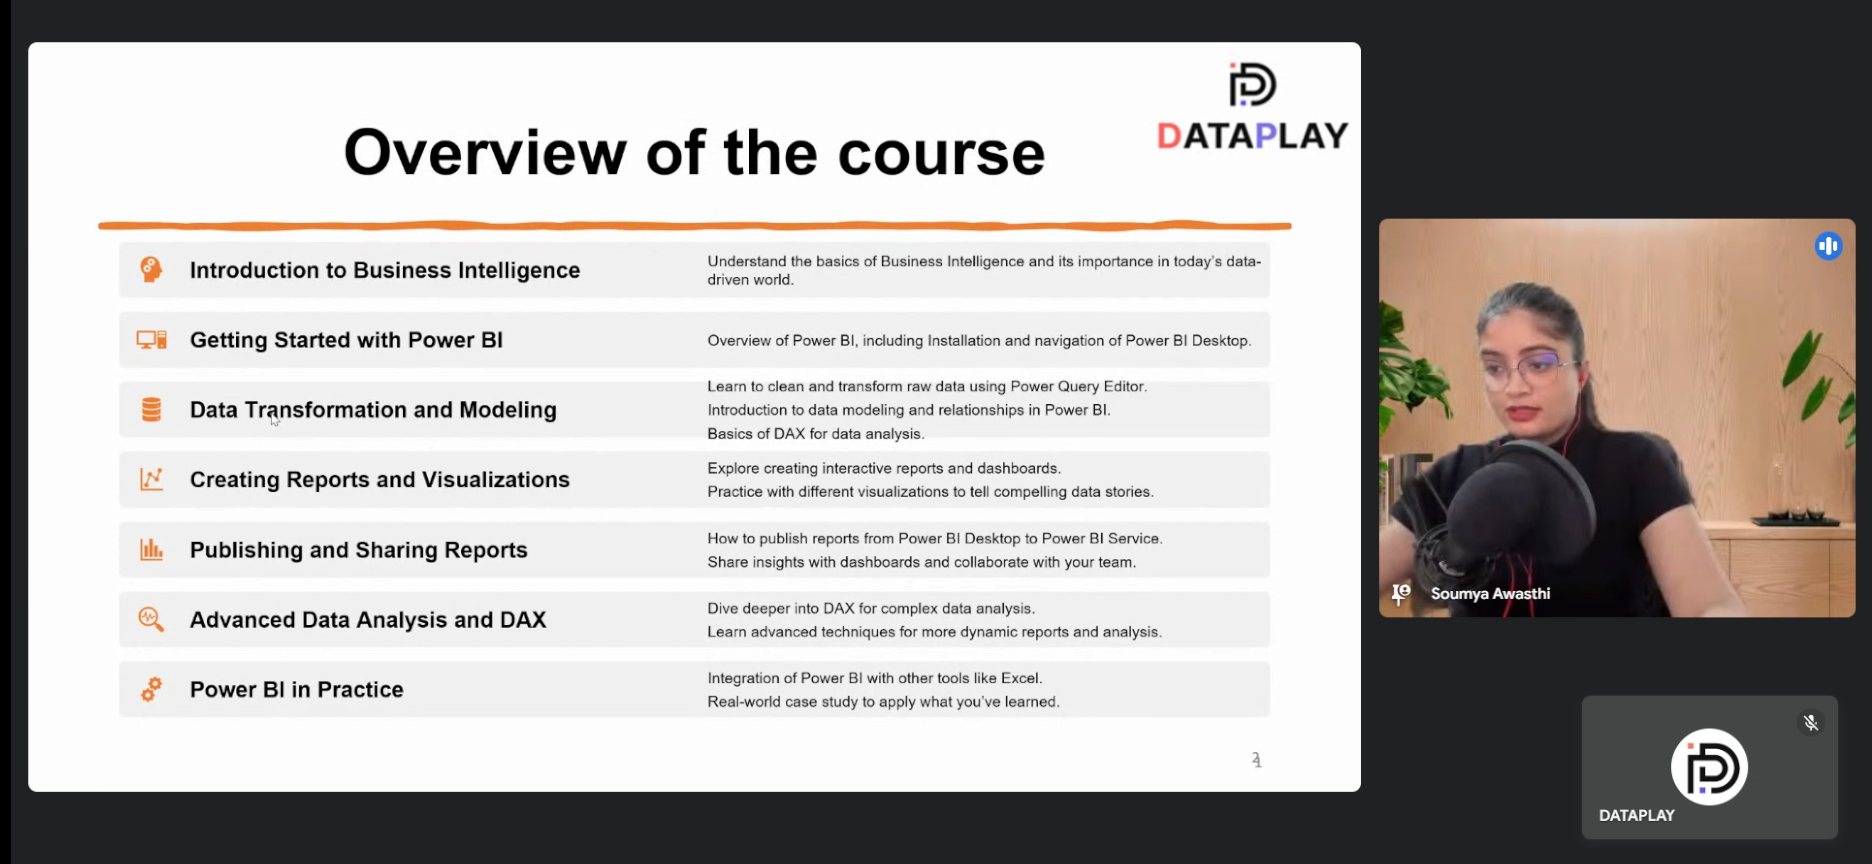 DATAPLAY
Overview of the course
Introduction to Business Intelligence
Understand the basics of Business Intelligence and its importance in today's data-
driven world.
Getting Started with Power BI
Overview of Power BI, including Installation and navigation of Power BI Desktop.
Data Transformation and Modeling
Learn to clean and transform raw data using Power Query Editor.
Introduction to data modeling and relationships in Power BI.
Basics of DAX for data analysis.
Creating Reports and Visualizations
Explore creating interactive reports and dashboards.
Practice with different visualizations to tell compelling data stories.
Publishing and Sharing Reports
How to publish reports from Power BI Desktop to Power BI Service.
Share insights with dashboards and collaborate with your team.
Advanced Data Analysis and DAX
Dive deeper into DAX for complex data analysis.
Learn advanced techniques for more dynamic reports and analysis.
Power BI in Practice
Integration of Power BI with other tools like Excel.
Real-world case study to apply what you've learned.
Soumya Awasthi
DATAPLAY